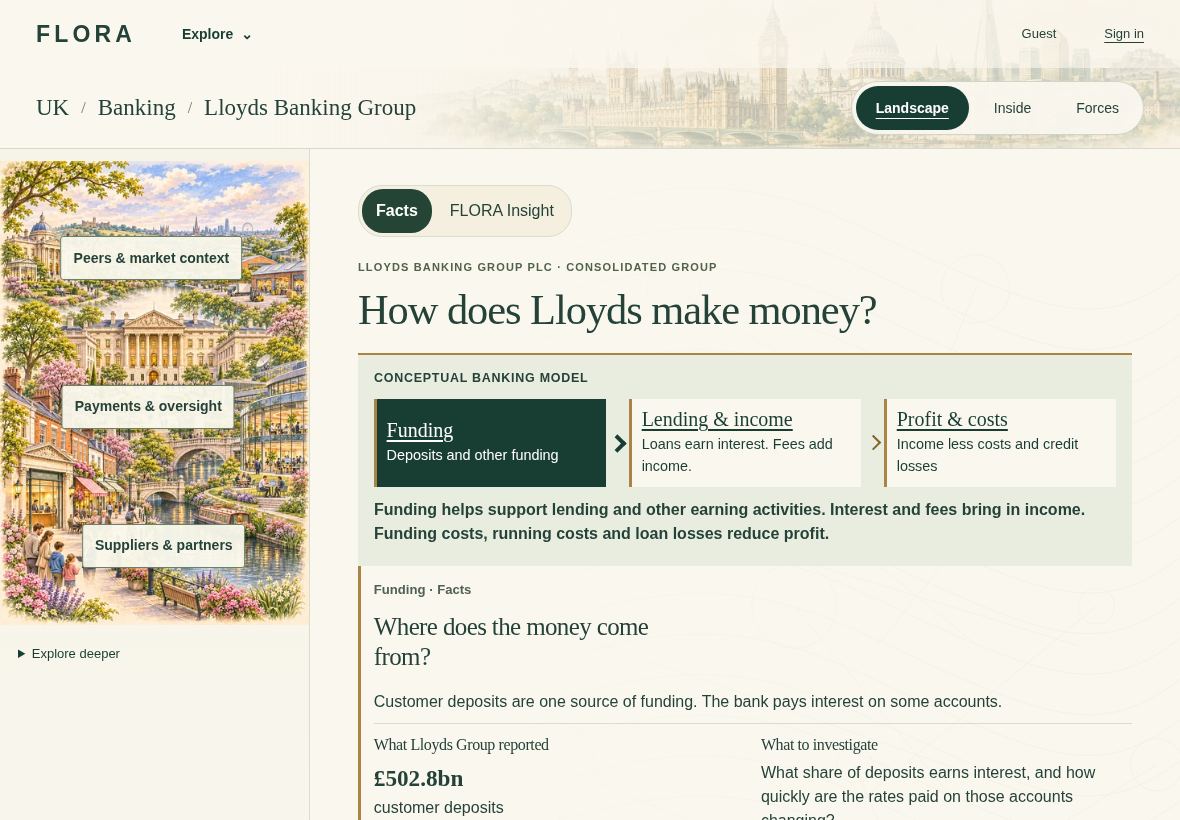 FLORA
Explore
Guest
Sign in
UK / Banking / Lloyds Banking Group
Landscape
Inside
Forces
Peers & market context
Payments & oversight
Suppliers & partners
Explore deeper
Facts
FLORA Insight
LLOYDS BANKING GROUP PLC · CONSOLIDATED GROUP
How does Lloyds make money?
CONCEPTUAL BANKING MODEL
Funding
Deposits and other funding
Lending & income
Loans earn interest. Fees add
income.
Profit & costs
Income less costs and credit
losses
Funding helps support lending and other earning activities. Interest and fees bring in income.
Funding costs, running costs and loan losses reduce profit.
Funding · Facts
Where does the money come
from?
Customer deposits are one source of funding. The bank pays interest on some accounts.
What Lloyds Group reported
£502.8bn
customer deposits
What to investigate
What share of deposits earns interest, and how
quickly are the rates paid on those accounts
changing?